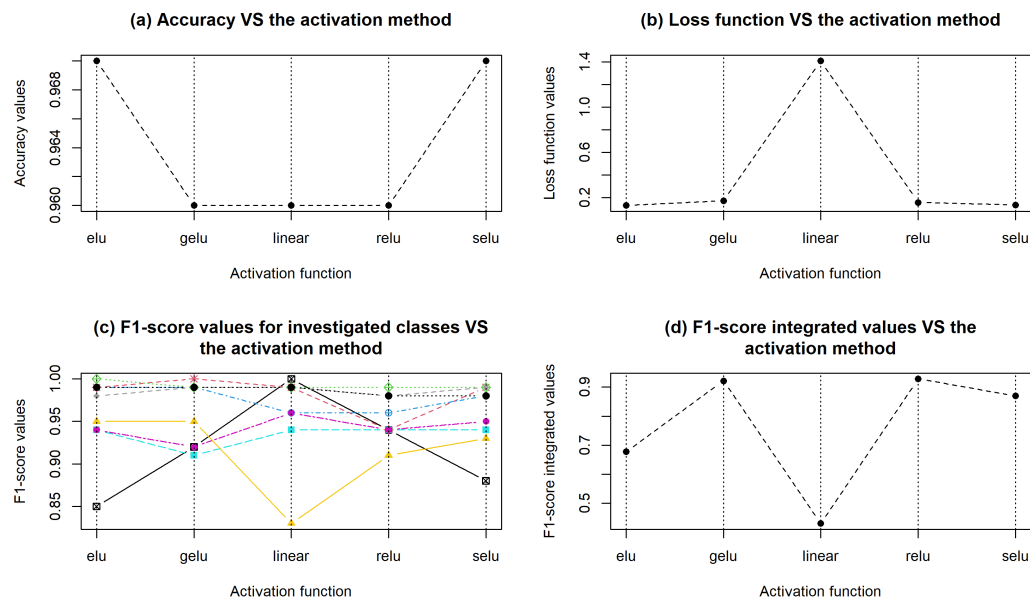 (a) Accuracy VS the activation method
Accuracy values
0.960
0.964
0.968
elu
gelu
linear
relu
selu
Activation function
(b) Loss function VS the activation method
Loss function values
0.2
0.6
1.0
1.4
elu
gelu
linear
relu
selu
Activation function
(c) F1-score values for investigated classes VS
the activation method
F1-score values
0.85
0.90
0.95
1.00
elu
gelu
linear
relu
selu
Activation function
(d) F1-score integrated values VS the
activation method
F1-score integrated values
0.5
0.7
0.9
elu
gelu
linear
relu
selu
Activation function